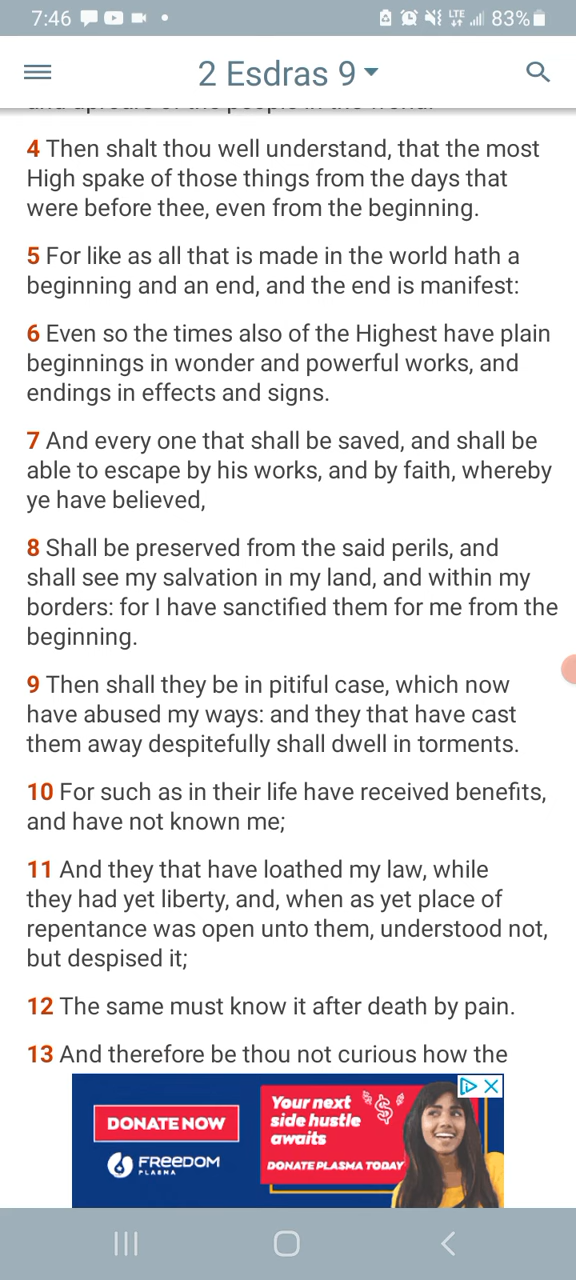 7:46
LTE
83%
2 Esdras 9
4 Then shalt thou well understand, that the most
High spake of those things from the days that
were before thee, even from the beginning.
5 For like as all that is made in the world hath a
beginning and an end, and the end is manifest:
6 Even so the times also of the Highest have plain
beginnings in wonder and powerful works, and
endings in effects and signs.
7 And every one that shall be saved, and shall be
able to escape by his works, and by faith, whereby
ye have believed,
8 Shall be preserved from the said perils, and
shall see my salvation in my land, and within my
borders: for I have sanctified them for me from the
beginning.
9 Then shall they be in pitiful case, which now
have abused my ways: and they that have cast
them away despitefully shall dwell in torments.
10 For such as in their life have received benefits,
and have not known me;
11 And they that have loathed my law, while
they had yet liberty, and, when as yet place of
repentance was open unto them, understood not,
but despised it;
12 The same must know it after death by pain.
13 And therefore be thou not curious how the
DONATE NOW
FREEDOM
PLASMA
Your next
side hustle
awaits
DONATE PLASMA TODAY